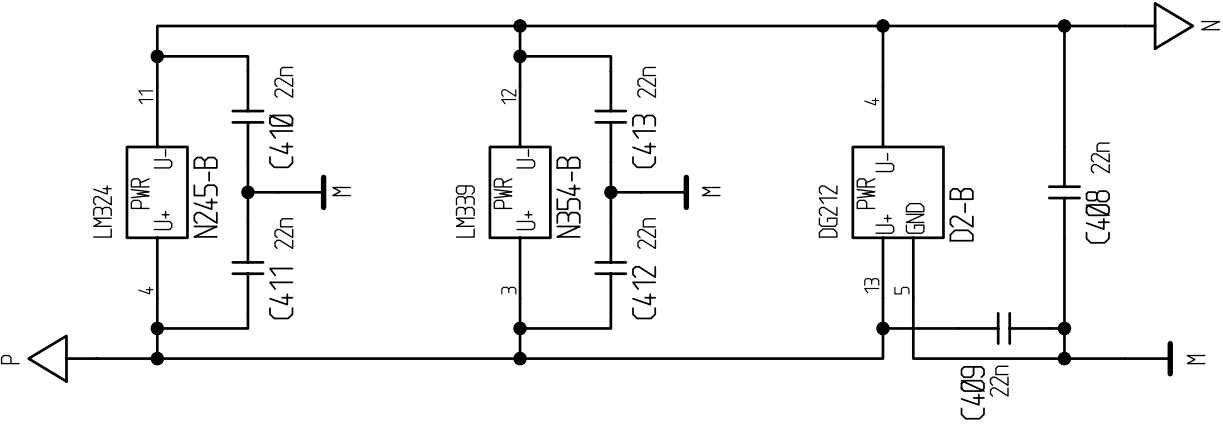 P
LM324
PWR
U+
U-
N245-B
4
11
C411
22n
C410
22n
M
LM339
PWR
U+
U-
N354-B
3
12
C412
22n
C413
22n
M
DG212
PWR
U+
U-
GND
D2-B
13
5
4
C409
22n
C408
22n
M
N